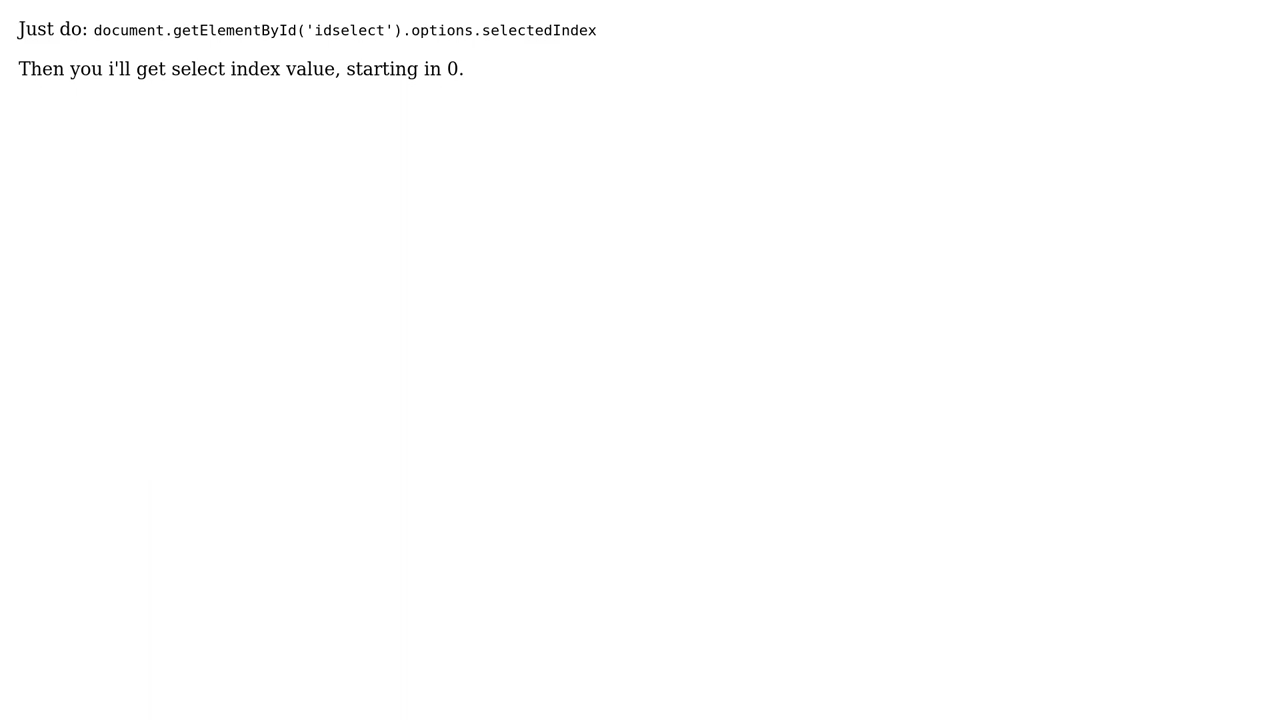 Just do: document.getElementById('idselect').options.selectedIndex
Then you i'll get select index value, starting in 0.